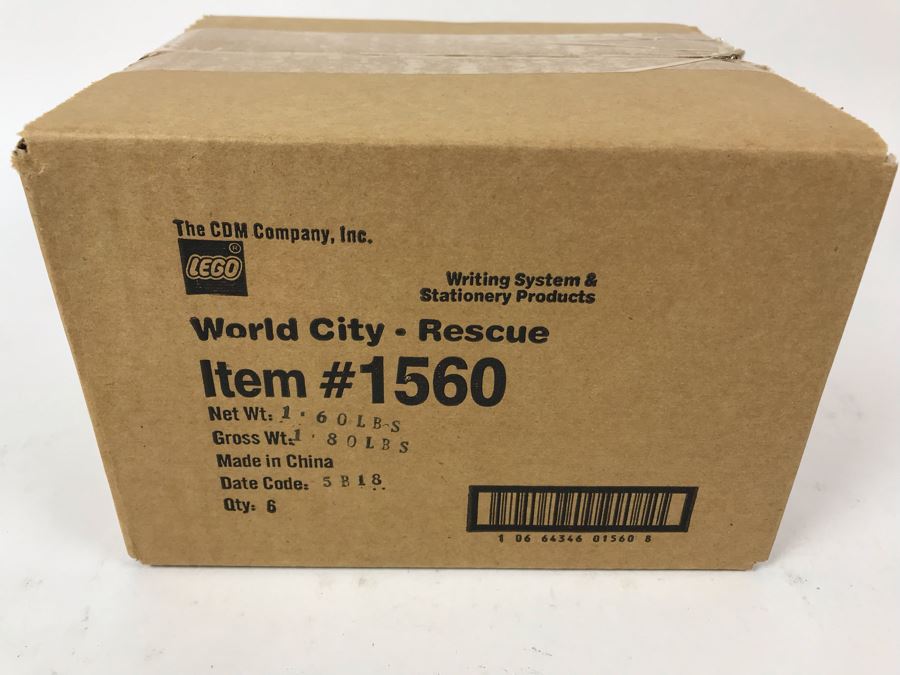 The CDM Company, Inc.
LEGO ®
Writing System &
Stationery Products
World City - Rescue
Item #1560
Net Wt: 1.60LBS
Gross Wt: 1.80LBS
Made in China
Date Code: 5B18
Qty: 6
1 06 64346 01560 8